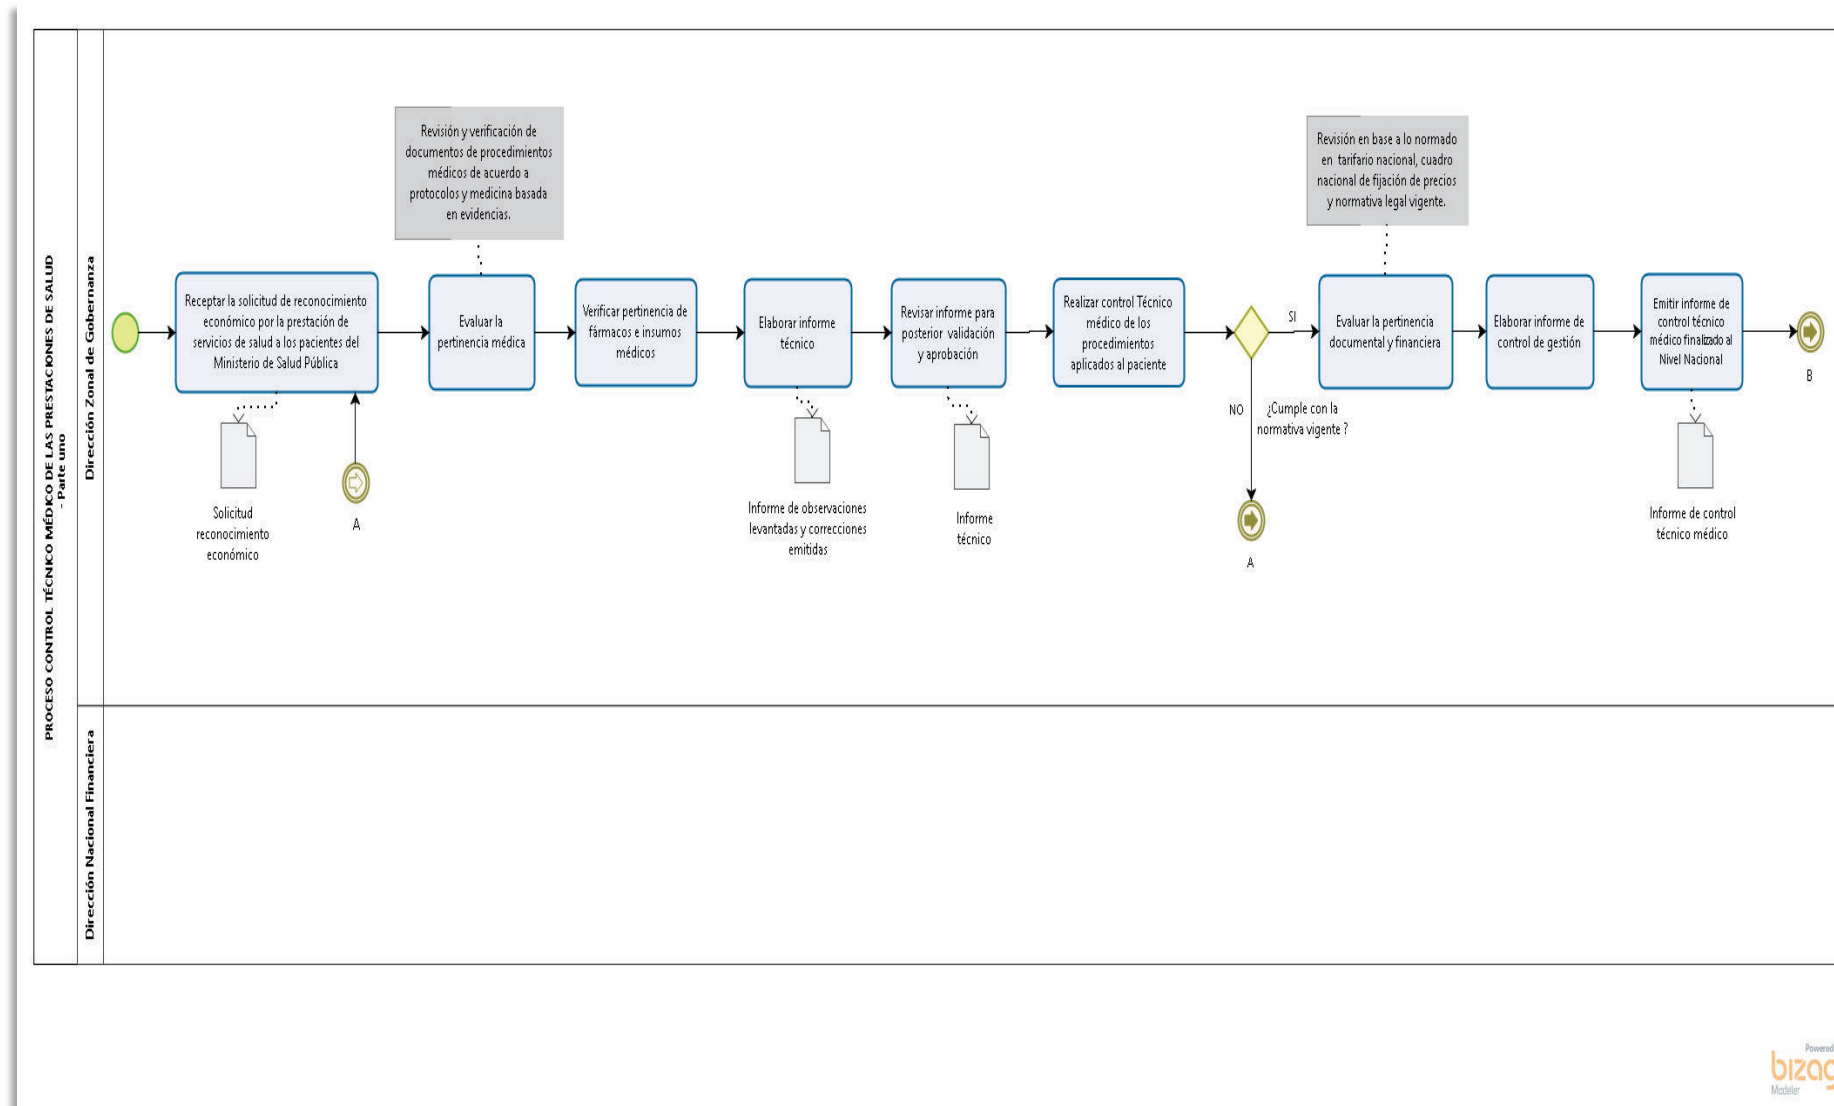 PROCESO CONTROL TÉCNICO MÉDICO DE LAS PRESTACIONES DE SALUD
- Parte uno
Dirección Zonal de Gobernanza
Revisión y verificación de
documentos de procedimientos
médicos de acuerdo a
protocolos y medicina basada
en evidencias.
Revisión en base a lo normado
en tarifario nacional, cuadro
nacional de fijación de precios
y normativa legal vigente.
Receptar la solicitud de reconocimiento
económico por la prestación de
servicios de salud a los pacientes del
Ministerio de Salud Pública
Evaluar la
pertinencia médica
Verificar pertinencia de
fármacos e insumos
médicos
Elaborar informe
técnico
Revisar informe para
posterior validación
y aprobación
Realizar control Técnico
médico de los
procedimientos
aplicados al paciente
SI
Evaluar la pertinencia
documental y financiera
Elaborar informe de
control de gestión
Emitir informe de
control técnico
médico finalizado al
Nivel Nacional
B
NO
¿Cumple con la
normativa vigente ?
Solicitud
reconocimiento
económico
A
Informe de observaciones
levantadas y correcciones
emitidas
Informe
técnico
A
Informe de control
técnico médico
Dirección Nacional Financiera
Powered
bizag
Modeler